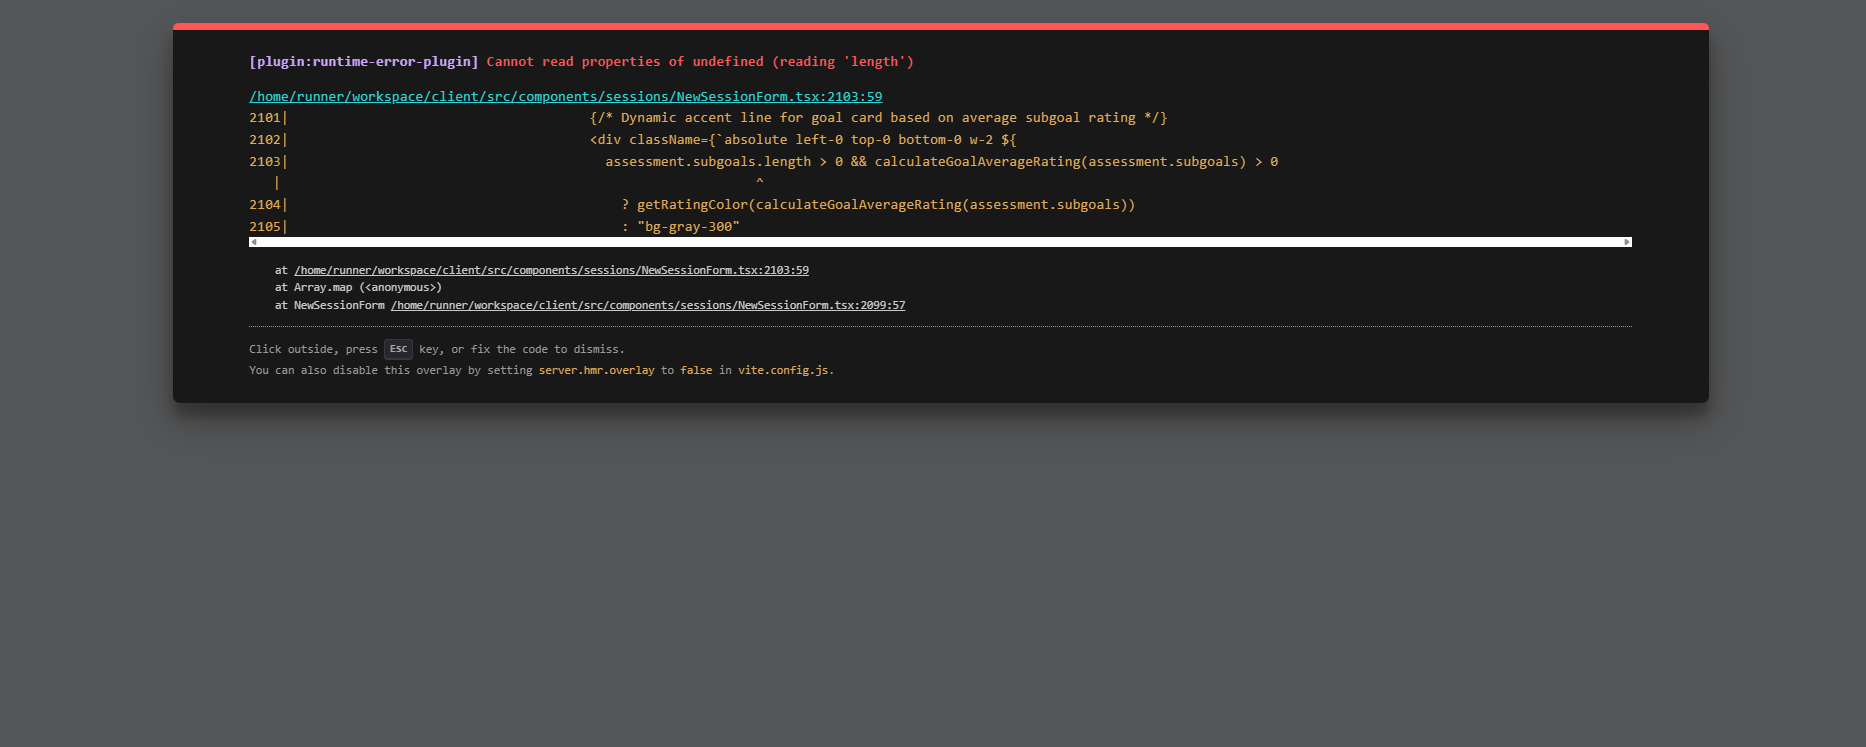 [plugin:runtime-error-plugin] Cannot read properties of undefined (reading 'length')
/home/runner/workspace/client/src/components/sessions/NewSessionForm.tsx:2103:59
2101|                                      {/* Dynamic accent line for goal card based on average subgoal rating */}
2102|                                      <div className={`absolute left-0 top-0 bottom-0 w-2 ${
2103|                                        assessment.subgoals.length > 0 && calculateGoalAverageRating(assessment.subgoals) > 0
   |                                                           ^
2104|                                          ? getRatingColor(calculateGoalAverageRating(assessment.subgoals))
2105|                                          : "bg-gray-300"
at /home/runner/workspace/client/src/components/sessions/NewSessionForm.tsx:2103:59
at Array.map (<anonymous>)
at NewSessionForm /home/runner/workspace/client/src/components/sessions/NewSessionForm.tsx:2099:57
Click outside, press Esc key, or fix the code to dismiss.
You can also disable this overlay by setting server.hmr.overlay to false in vite.config.js.